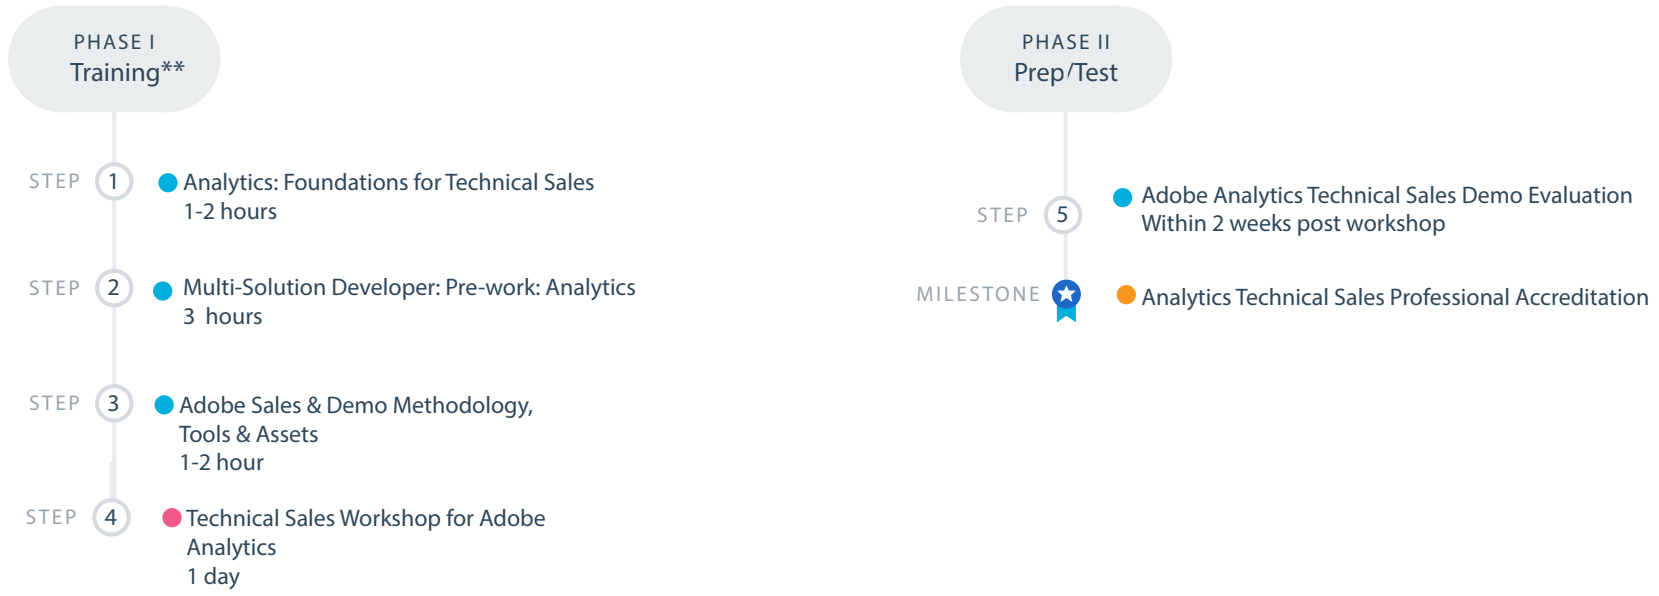 PHASE I
Training**
STEP 1 Analytics: Foundations for Technical Sales
1-2 hours
STEP 2 Multi-Solution Developer: Pre-work: Analytics
3 hours
STEP 3 Adobe Sales & Demo Methodology,
Tools & Assets
1-2 hour
STEP 4 Technical Sales Workshop for Adobe
Analytics
1 day
PHASE II
Prep/Test
STEP 5 Adobe Analytics Technical Sales Demo Evaluation
Within 2 weeks post workshop
MILESTONE Analytics Technical Sales Professional Accreditation